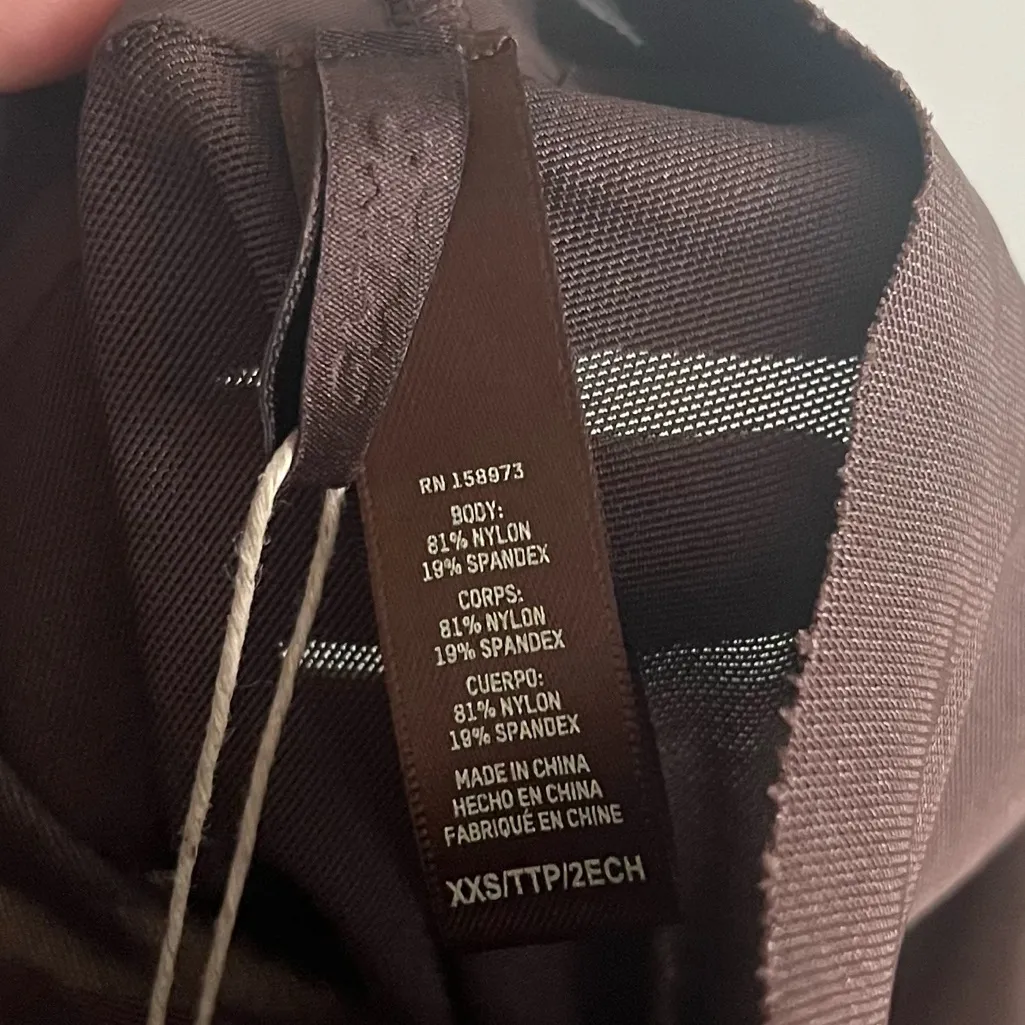 RN 158973
BODY:
81% NYLON
19% SPANDEX
CORPS:
81% NYLON
19% SPANDEX
CUERPO:
81% NYLON
19% SPANDEX
MADE IN CHINA
HECHO EN CHINA
FABRIQUÉ EN CHINE
XXS/TTP/2ECH